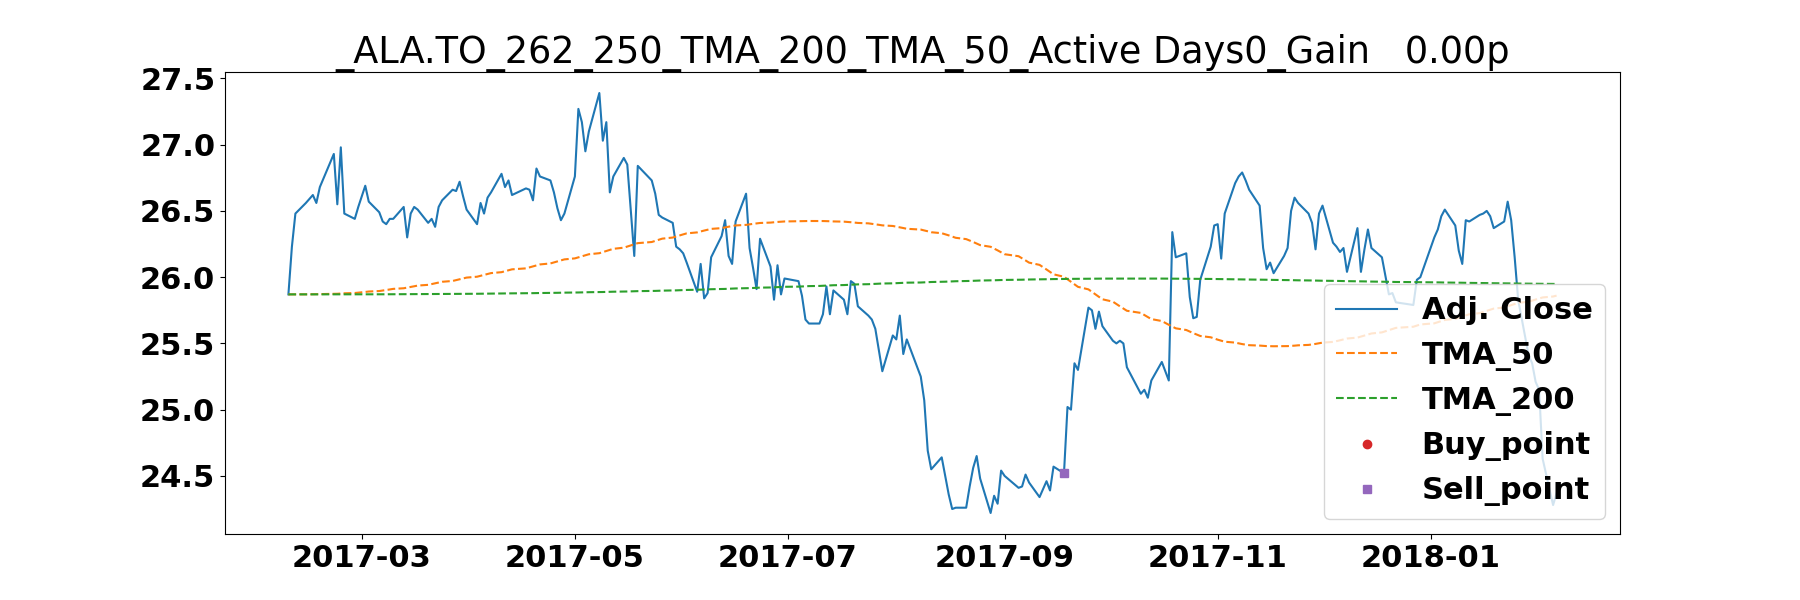 _ALA.TO_262_250_TMA_200_TMA_50_Active Days0_Gain   0.00p
27.5
27.0
26.5
26.0
25.5
25.0
24.5
Adj. Close
TMA_50
TMA_200
Buy_point
Sell_point
2017-03 2017-05 2017-07 2017-09 2017-11 2018-01